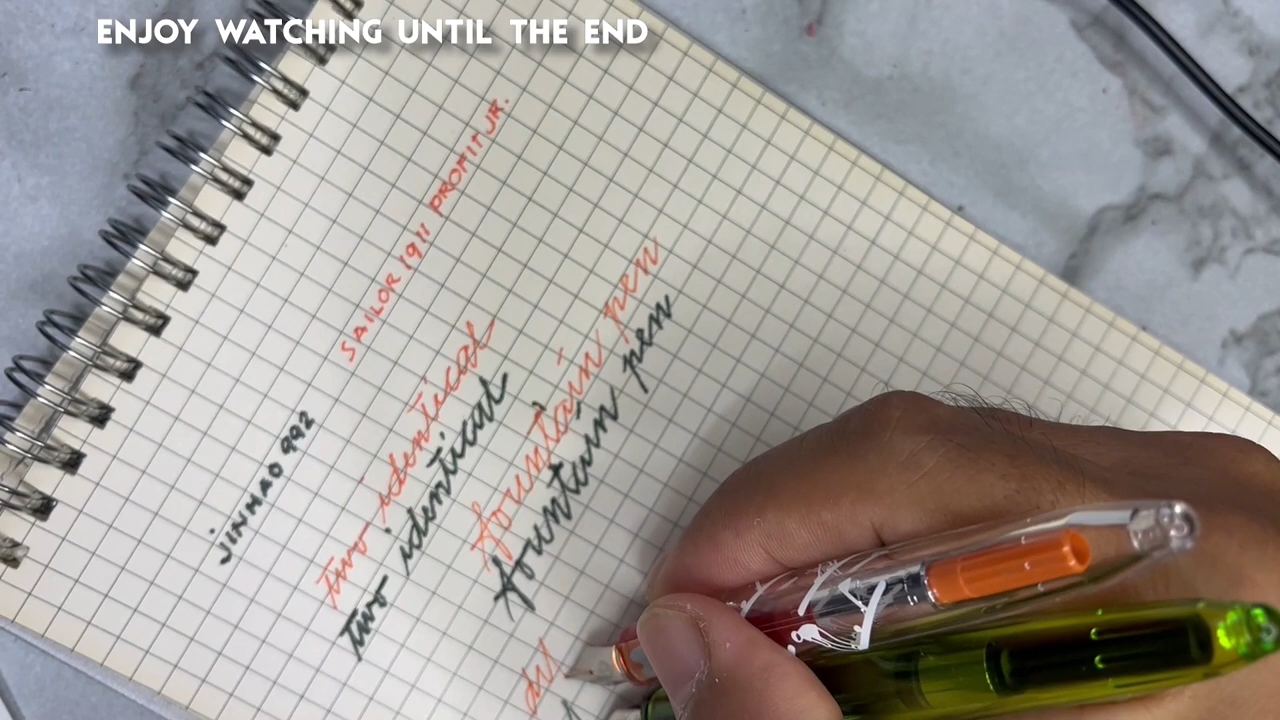 ENJOY WATCHING UNTIL THE END
SAILOR 1911 PROFIT JR.
JINHAO 992
two identical
two identical
fountain pen
fountain pen